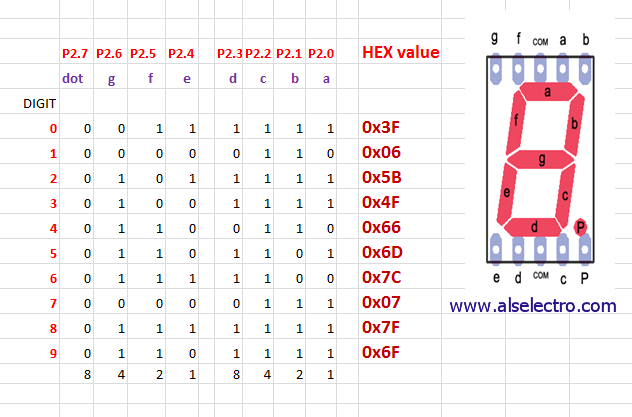 P2.7 P2.6 P2.5 P2.4 P2.3 P2.2 P2.1 P2.0 HEX value
dot g f e d c b a
DIGIT
0 0 0 1 1 1 1 1 1 0x3F
1 0 0 0 0 0 1 1 0 0x06
2 0 1 0 1 1 1 1 1 0x5B
3 0 1 0 0 1 1 1 1 0x4F
4 0 1 1 0 0 1 1 0 0x66
5 0 1 1 1 1 1 0 1 0x6D
6 0 1 1 1 1 1 0 0 0x7C
7 0 0 0 0 0 1 1 1 0x07
8 0 1 1 1 1 1 1 1 0x7F
9 0 1 1 0 1 1 1 1 0x6F
8 4 2 1 8 4 2 1
g f COM a b
a
f b
g
e c
d P
e d COM c P
www.alselectro.com